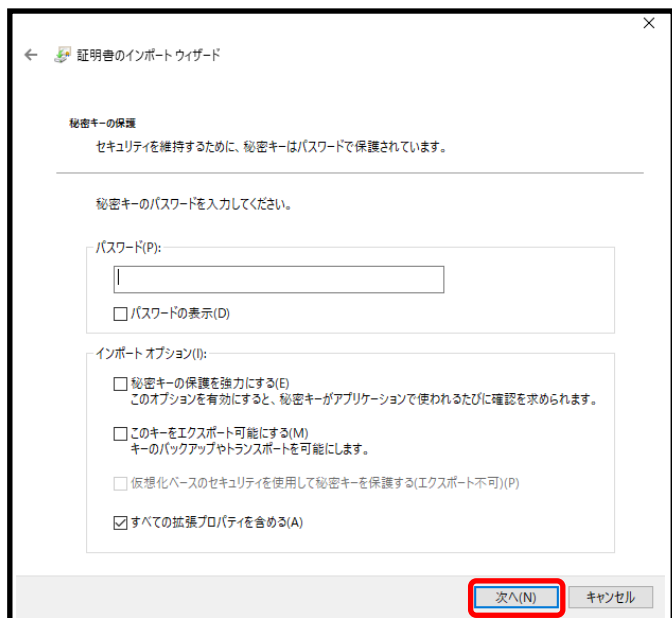 証明書のインポート ウィザード
秘密キーの保護
セキュリティを維持するために、秘密キーはパスワードで保護されています。
秘密キーのパスワードを入力してください。
パスワード(P):
パスワードの表示(D)
インポート オプション(I):
秘密キーの保護を強力にする(E)
このオプションを有効にすると、秘密キーがアプリケーションで使われるたびに確認を求められます。
このキーをエクスポート可能にする(M)
キーのバックアップやトランスポートを可能にします。
仮想化ベースのセキュリティを使用して秘密キーを保護する(エクスポート不可)(P)
すべての拡張プロパティを含める(A)
次へ(N)
キャンセル